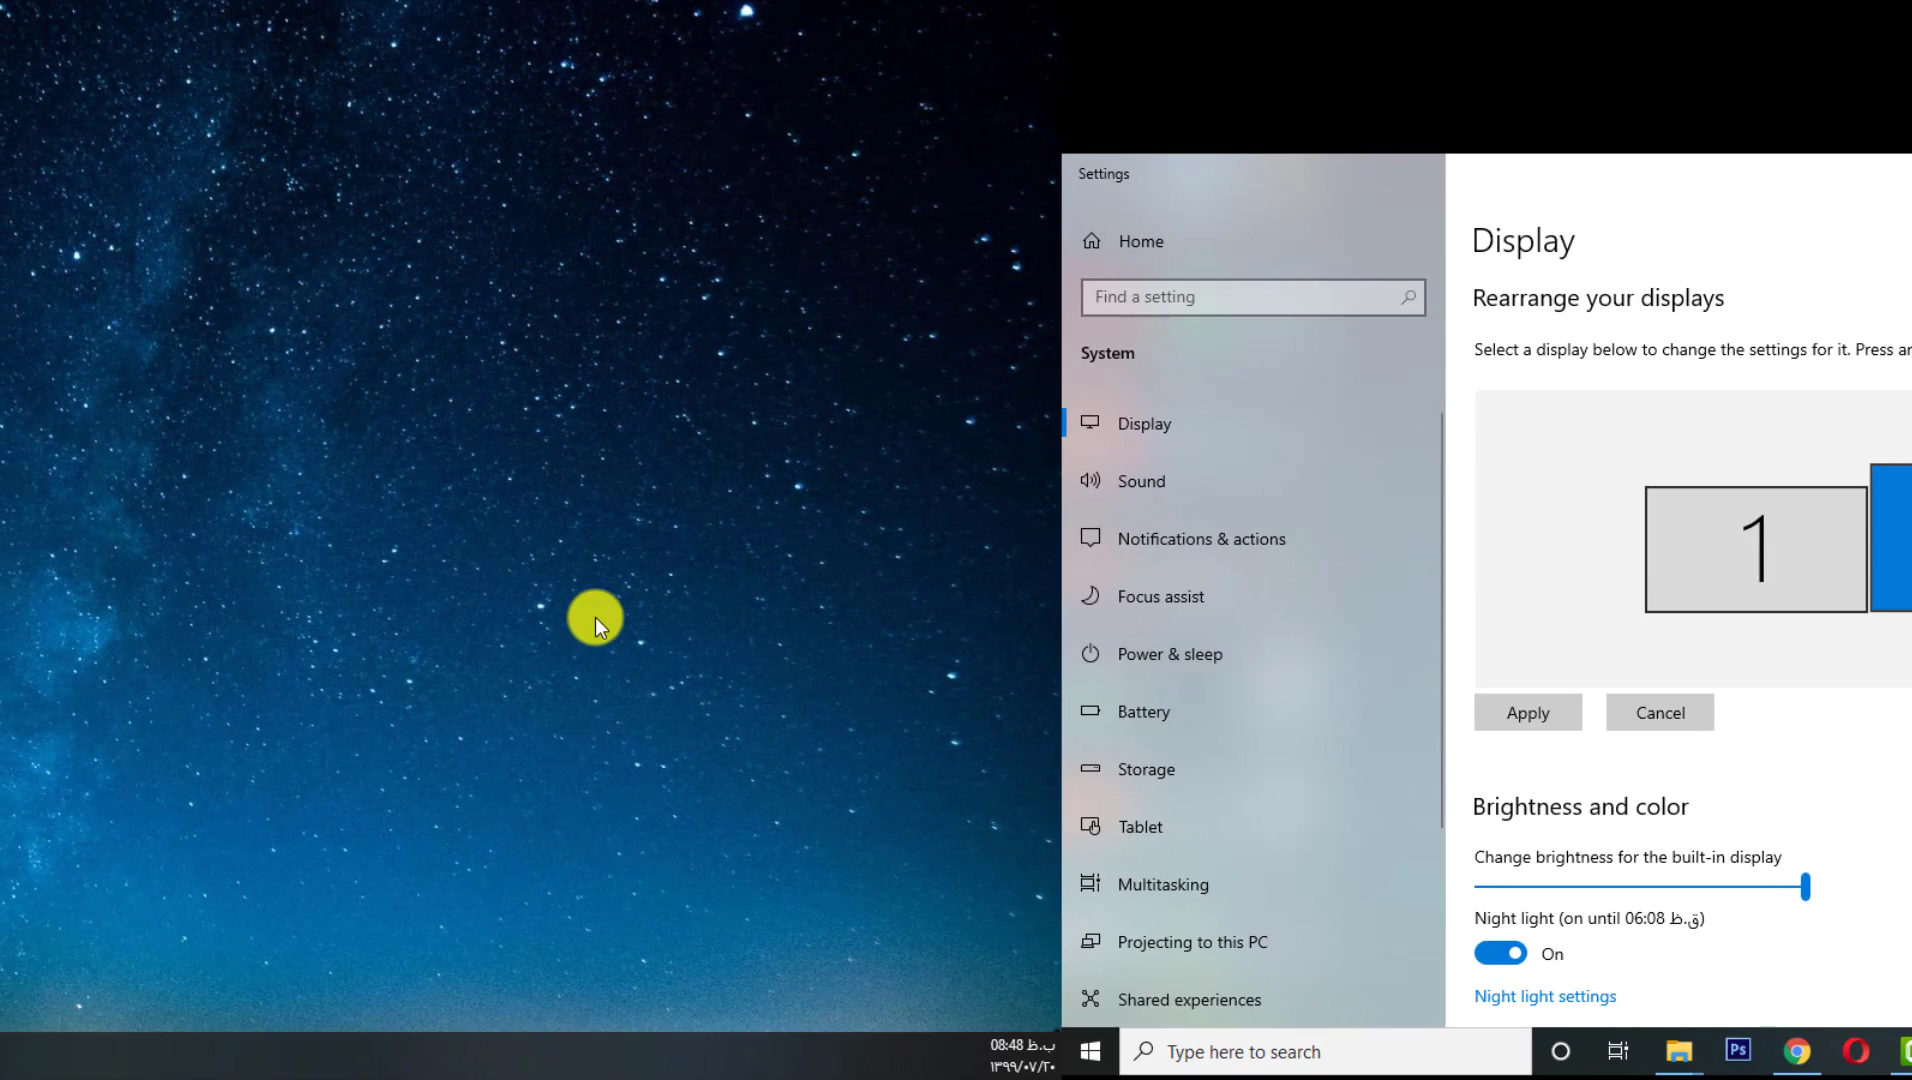 Settings
Home
Find a setting
System
Display
Sound
Notifications & actions
Focus assist
Power & sleep
Battery
Storage
Tablet
Multitasking
Projecting to this PC
Shared experiences
Display
Rearrange your displays
Select a display below to change the settings for it. Press an
1
Apply
Cancel
Brightness and color
Change brightness for the built-in display
Night light (on until 06:08 ق.ظ)
On
Night light settings
08:48 ب.ظ
۱۳۹۹/۰۷/۲۰
Type here to search
Ps